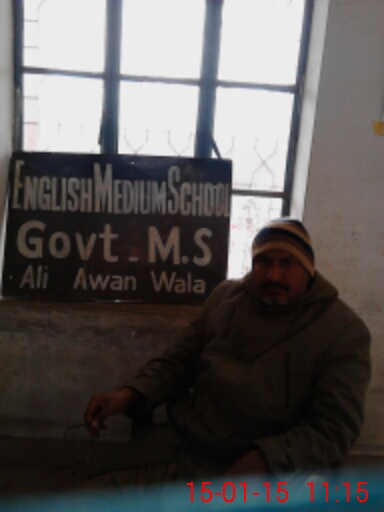 ENGLISH MEDIUM SCHOOL
Govt. M.S
Ali Awan Wala
15-01-15 11:15